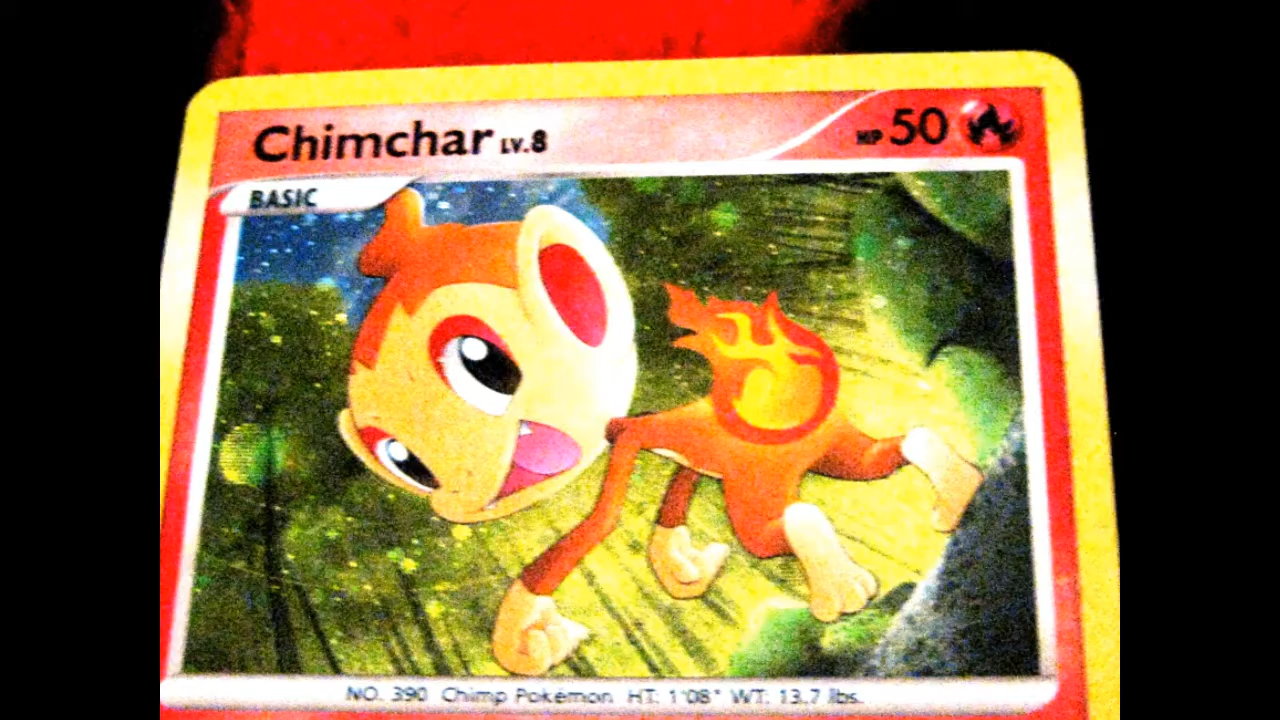 Chimchar LV.8 HP 50
BASIC
NO. 390 Chimp Pokémon HT: 1'08" WT: 13.7 lbs.